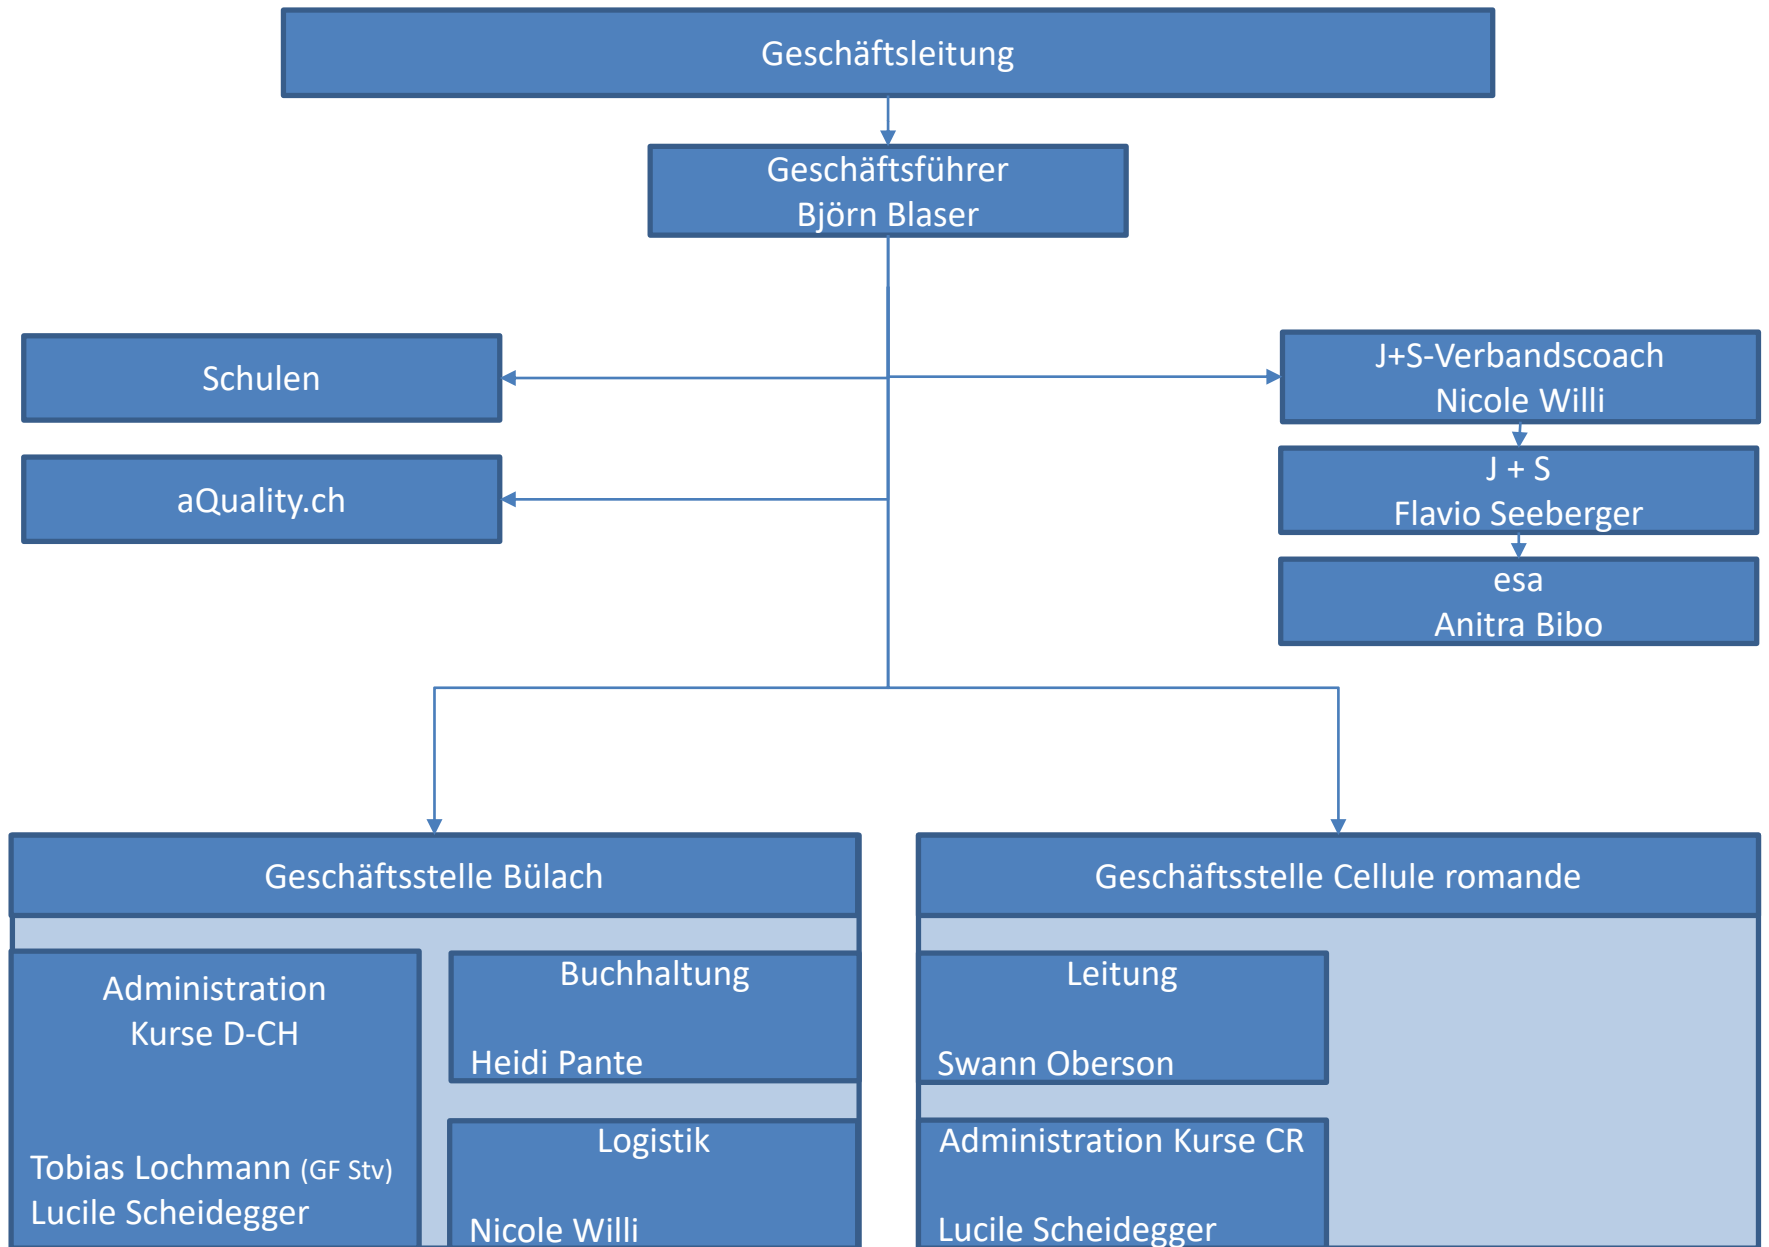 Geschäftsleitung
Geschäftsführer
Björn Blaser
Schulen
aQuality.ch
J+S-Verbandscoach
Nicole Willi
J + S
Flavio Seeberger
esa
Anitra Bibo
Geschäftsstelle Bülach
Administration
Kurse D-CH
Tobias Lochmann (GF Stv)
Lucile Scheidegger
Buchhaltung
Heidi Pante
Logistik
Nicole Willi
Geschäftsstelle Cellule romande
Leitung
Swann Oberson
Administration Kurse CR
Lucile Scheidegger